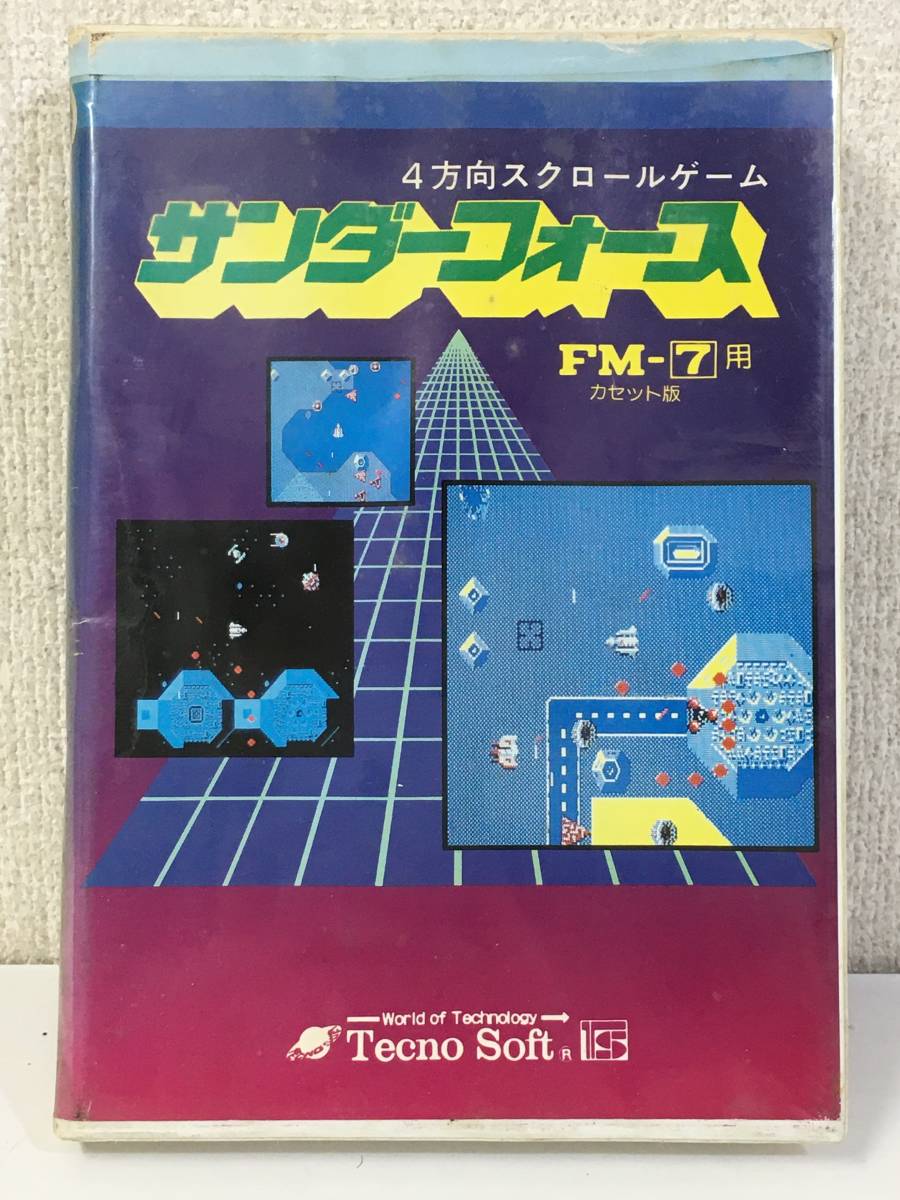 4方向スクロールゲーム
サンダーフォース
FM-7用
カセット版
World of Technology
Tecno Soft ®